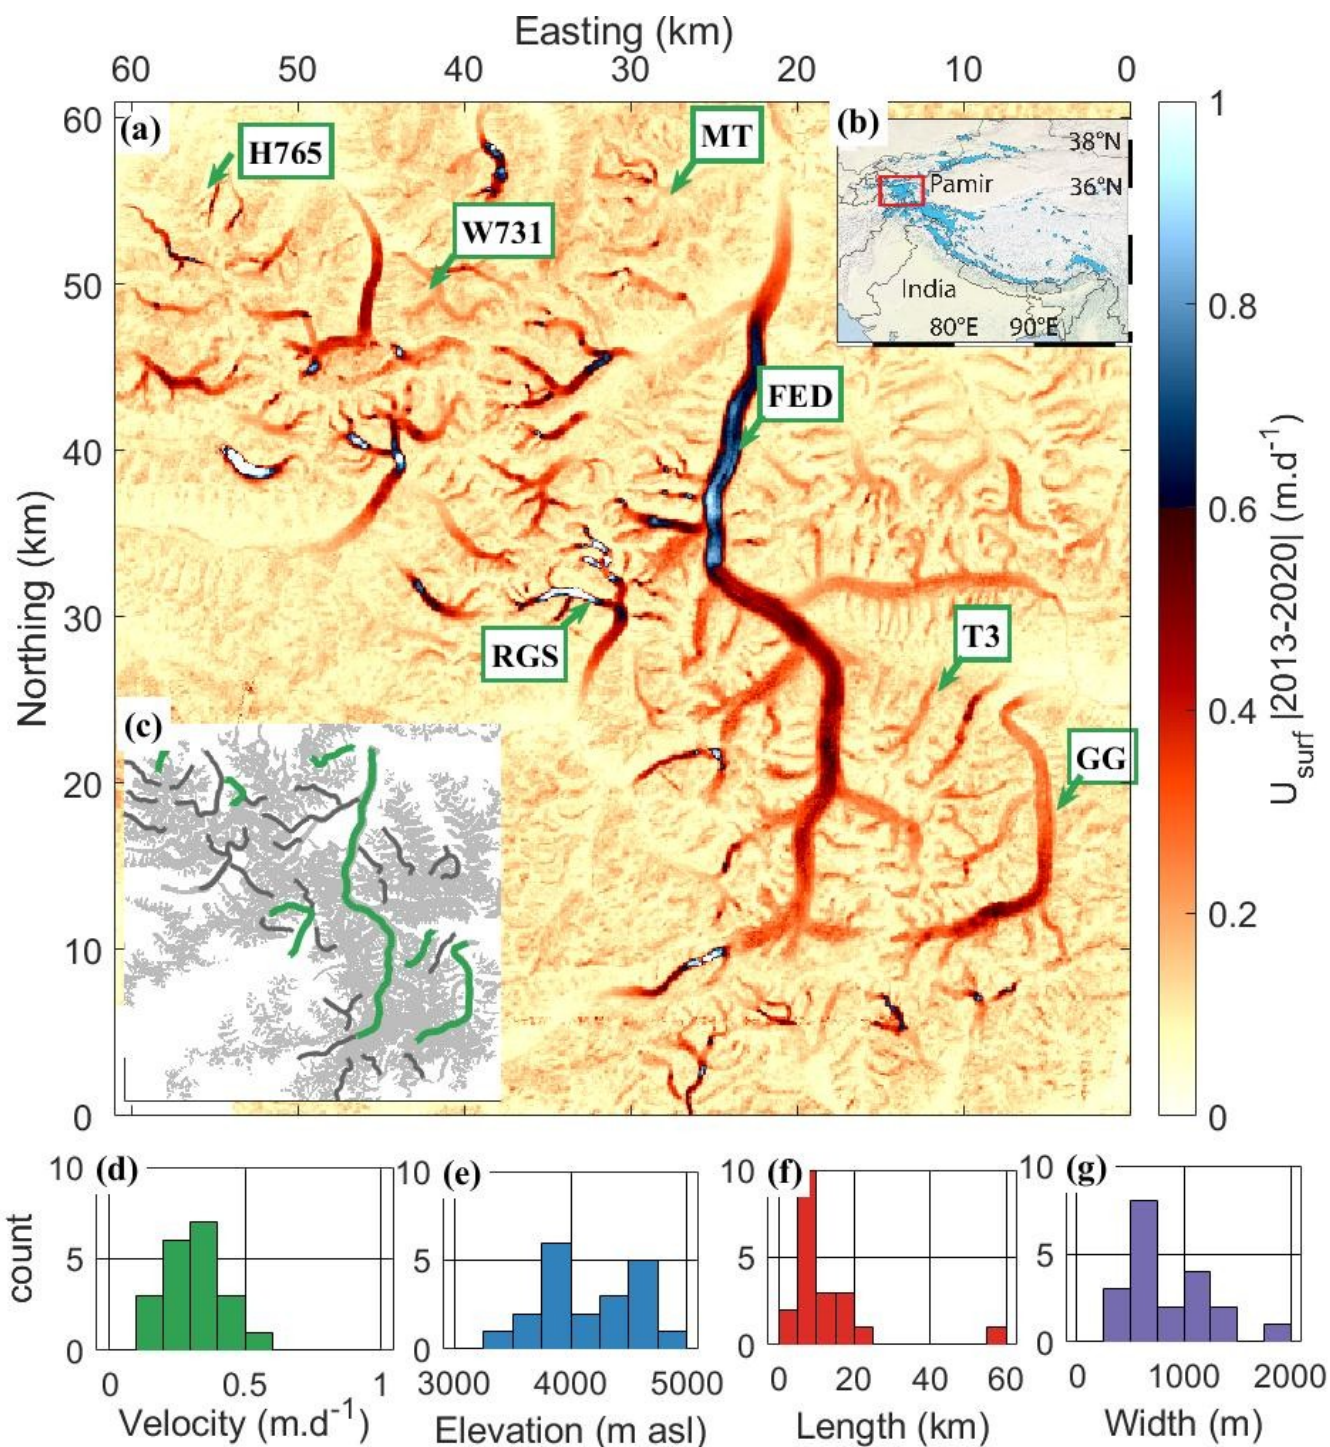 Easting (km)
60 50 40 30 20 10 0
(a)
H765
MT
W731
FED
RGS
T3
GG
60
50
40
30
20
10
0
Northing (km)
(b)
38°N
36°N
Pamir
India
80°E 90°E
(c)
1
0.8
0.6
0.4
0.2
0
U_surf |2013-2020| (m.d⁻¹)
(d)
10
5
0
count
0 0.5 1
Velocity (m.d⁻¹)
(e)
10
5
0
3000 4000 5000
Elevation (m asl)
(f)
10
5
0
0 20 40 60
Length (km)
(g)
10
5
0
0 1000 2000
Width (m)